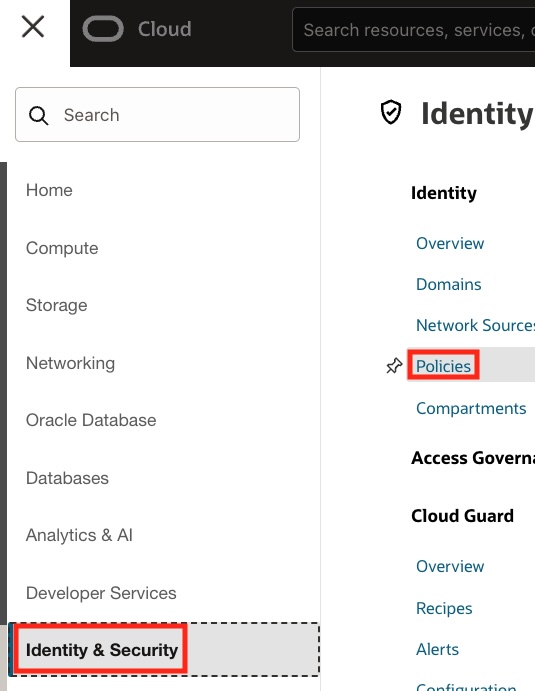 Cloud
Search resources, services,
Search
Home
Compute
Storage
Networking
Oracle Database
Databases
Analytics & AI
Developer Services
Identity & Security
Identity
Identity
Overview
Domains
Network Sources
Policies
Compartments
Access Governa
Cloud Guard
Overview
Recipes
Alerts
Configuration